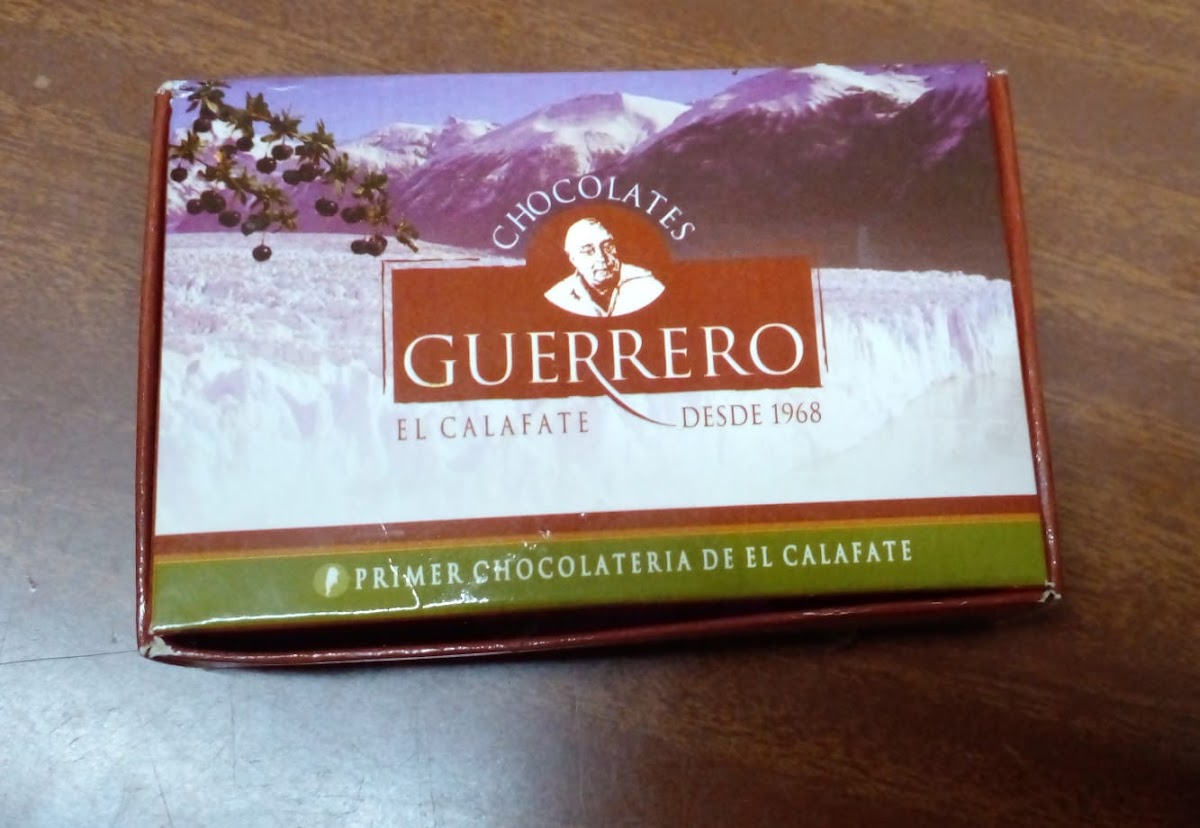 CHOCOLATES
GUERRERO
EL CALAFATE DESDE 1968
PRIMER CHOCOLATERIA DE EL CALAFATE